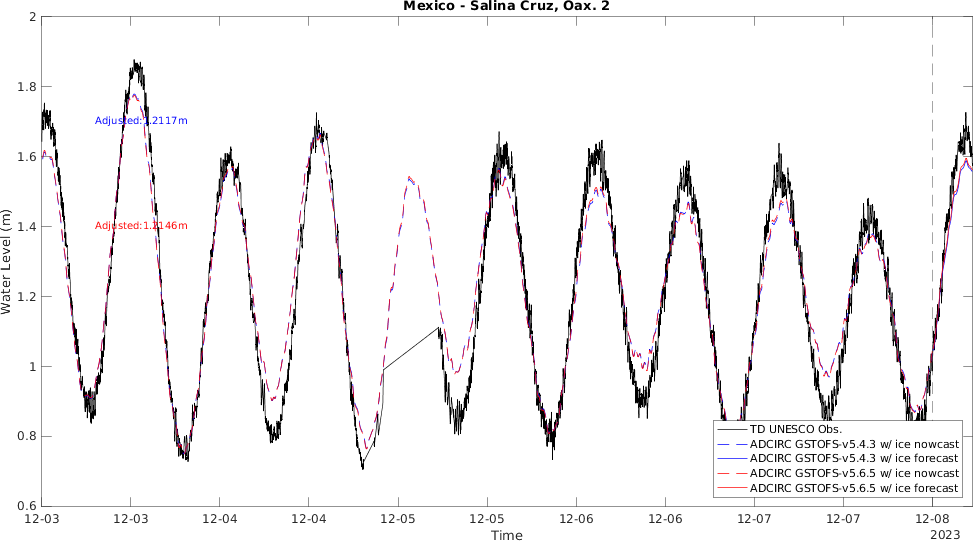 Mexico - Salina Cruz, Oax. 2
2
1.8
1.6
1.4
1.2
1
0.8
0.6
Water Level (m)
Adjusted:1.2117m
Adjusted:1.2146m
TD UNESCO Obs.
ADCIRC GSTOFS-v5.4.3 w/ ice nowcast
ADCIRC GSTOFS-v5.4.3 w/ ice forecast
ADCIRC GSTOFS-v5.6.5 w/ ice nowcast
ADCIRC GSTOFS-v5.6.5 w/ ice forecast
12-03 12-03 12-04 12-04 12-05 12-05 12-06 12-06 12-07 12-07 12-08
2023
Time